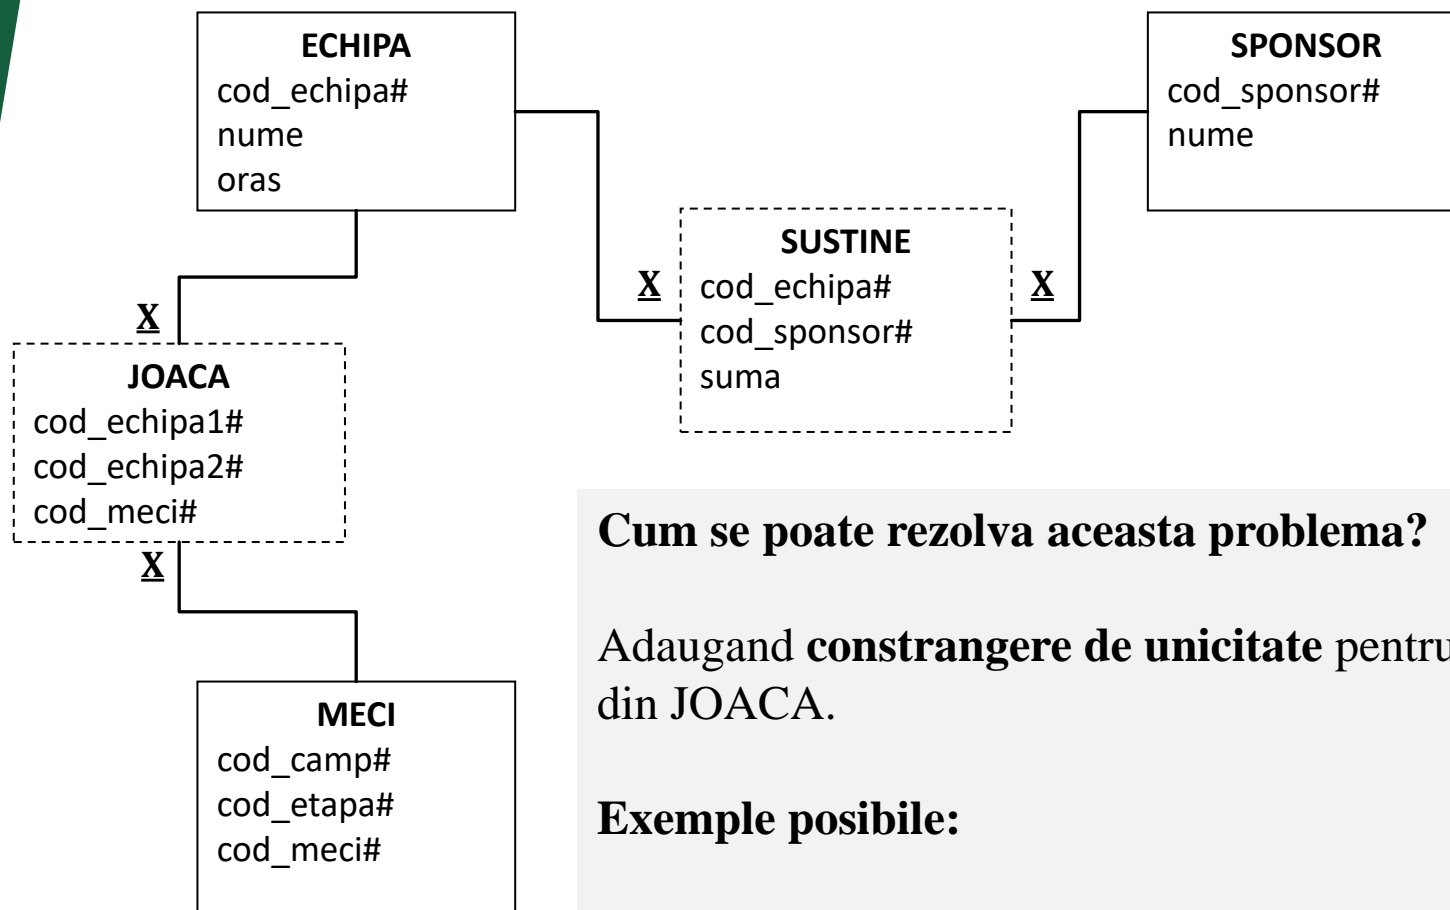 ECHIPA
cod_echipa#
nume
oras
SPONSOR
cod_sponsor#
nume
SUSTINE
cod_echipa#
cod_sponsor#
suma
X
X
X
JOACA
cod_echipa1#
cod_echipa2#
cod_meci#
X
MECI
cod_camp#
cod_etapa#
cod_meci#
Cum se poate rezolva aceasta problema?
Adaugand constrangere de unicitate pentru
din JOACA.
Exemple posibile: